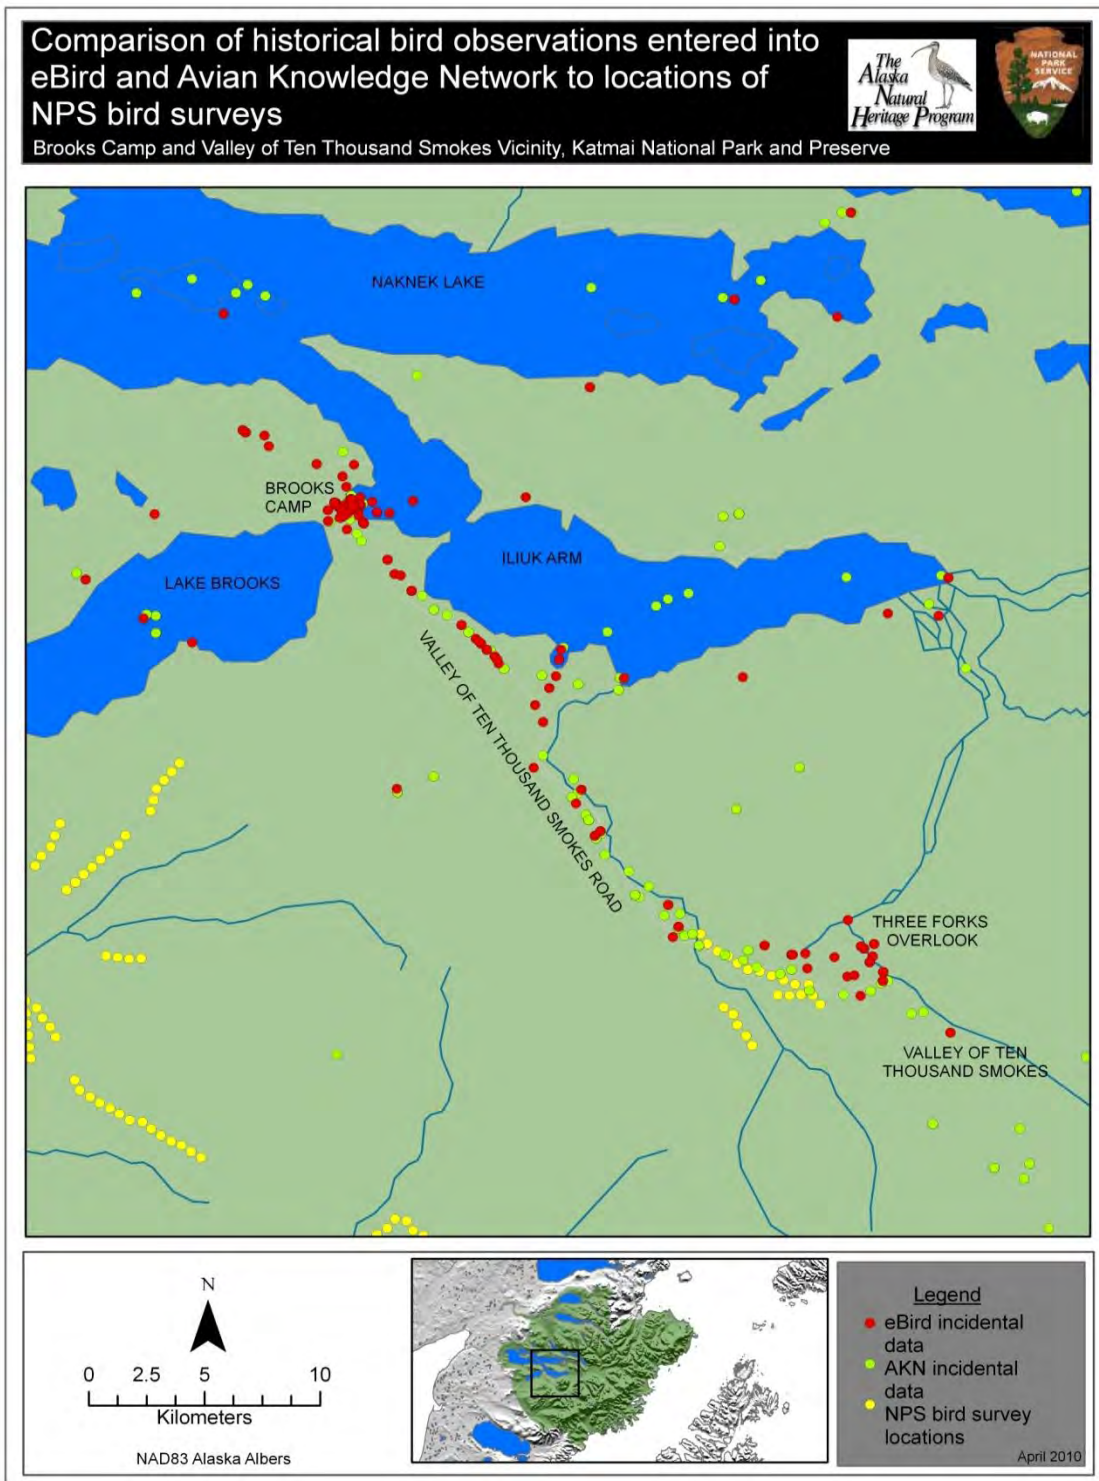 Comparison of historical bird observations entered into
eBird and Avian Knowledge Network to locations of
NPS bird surveys
Brooks Camp and Valley of Ten Thousand Smokes Vicinity, Katmai National Park and Preserve
The
Alaska
Natural
Heritage Program
NATIONAL
PARK
SERVICE
NAKNEK LAKE
BROOKS
CAMP
ILIUK ARM
LAKE BROOKS
VALLEY OF TEN THOUSAND SMOKES ROAD
THREE FORKS
OVERLOOK
VALLEY OF TEN
THOUSAND SMOKES
N
0 2.5 5 10
Kilometers
NAD83 Alaska Albers
Legend
eBird incidental
data
AKN incidental
data
NPS bird survey
locations
April 2010